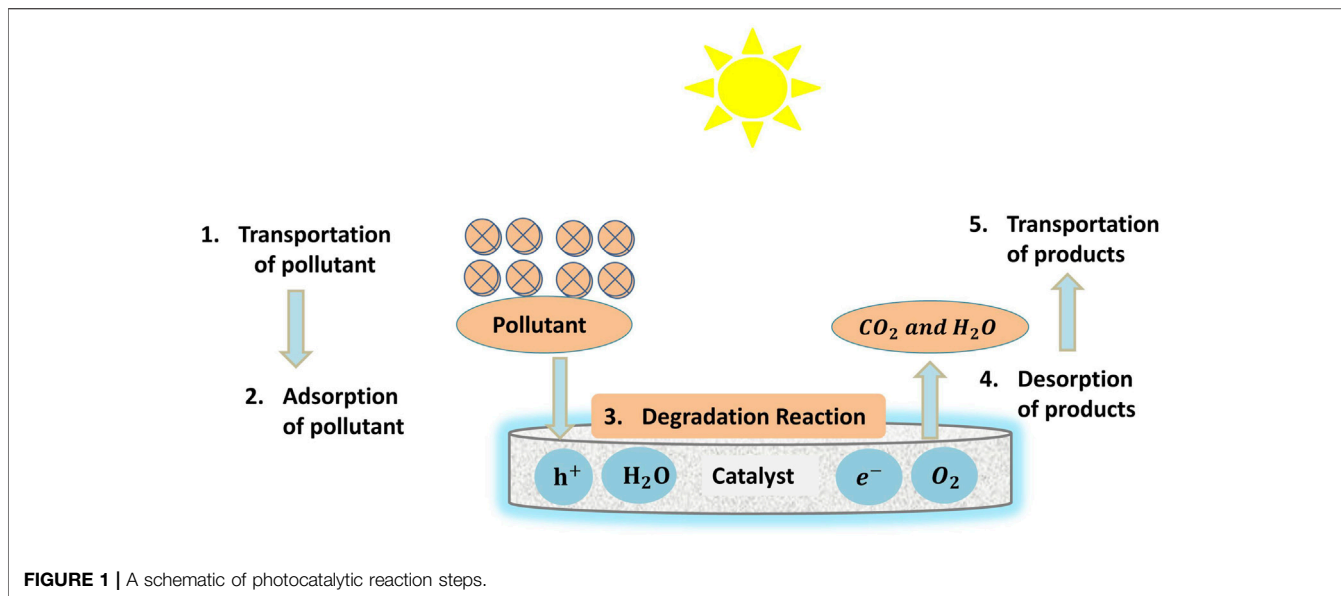 1. Transportation
of pollutant
2. Adsorption
of pollutant
Pollutant
3. Degradation Reaction
h⁺
H₂O
Catalyst
e⁻
O₂
CO₂ and H₂O
5. Transportation
of products
4. Desorption
of products
FIGURE 1 | A schematic of photocatalytic reaction steps.